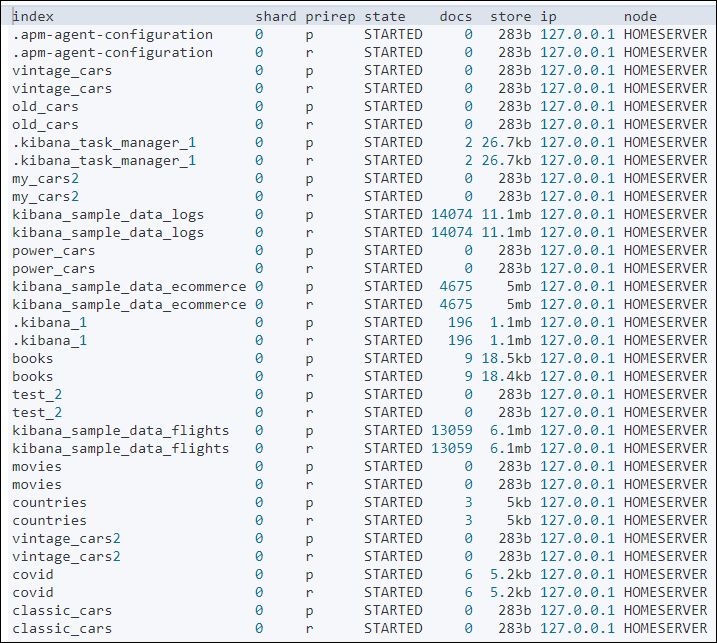 index shard prirep state docs store ip node
.apm-agent-configuration 0 p STARTED 0 283b 127.0.0.1 HOMESERVER
.apm-agent-configuration 0 r STARTED 0 283b 127.0.0.1 HOMESERVER
vintage_cars 0 p STARTED 0 283b 127.0.0.1 HOMESERVER
vintage_cars 0 r STARTED 0 283b 127.0.0.1 HOMESERVER
old_cars 0 p STARTED 0 283b 127.0.0.1 HOMESERVER
old_cars 0 r STARTED 0 283b 127.0.0.1 HOMESERVER
.kibana_task_manager_1 0 p STARTED 2 26.7kb 127.0.0.1 HOMESERVER
.kibana_task_manager_1 0 r STARTED 2 26.7kb 127.0.0.1 HOMESERVER
my_cars2 0 p STARTED 0 283b 127.0.0.1 HOMESERVER
my_cars2 0 r STARTED 0 283b 127.0.0.1 HOMESERVER
kibana_sample_data_logs 0 p STARTED 14074 11.1mb 127.0.0.1 HOMESERVER
kibana_sample_data_logs 0 r STARTED 14074 11.1mb 127.0.0.1 HOMESERVER
power_cars 0 p STARTED 0 283b 127.0.0.1 HOMESERVER
power_cars 0 r STARTED 0 283b 127.0.0.1 HOMESERVER
kibana_sample_data_ecommerce 0 p STARTED 4675 5mb 127.0.0.1 HOMESERVER
kibana_sample_data_ecommerce 0 r STARTED 4675 5mb 127.0.0.1 HOMESERVER
.kibana_1 0 p STARTED 196 1.1mb 127.0.0.1 HOMESERVER
.kibana_1 0 r STARTED 196 1.1mb 127.0.0.1 HOMESERVER
books 0 p STARTED 9 18.5kb 127.0.0.1 HOMESERVER
books 0 r STARTED 9 18.4kb 127.0.0.1 HOMESERVER
test_2 0 p STARTED 0 283b 127.0.0.1 HOMESERVER
test_2 0 r STARTED 0 283b 127.0.0.1 HOMESERVER
kibana_sample_data_flights 0 p STARTED 13059 6.1mb 127.0.0.1 HOMESERVER
kibana_sample_data_flights 0 r STARTED 13059 6.1mb 127.0.0.1 HOMESERVER
movies 0 p STARTED 0 283b 127.0.0.1 HOMESERVER
movies 0 r STARTED 0 283b 127.0.0.1 HOMESERVER
countries 0 p STARTED 3 5kb 127.0.0.1 HOMESERVER
countries 0 r STARTED 3 5kb 127.0.0.1 HOMESERVER
vintage_cars2 0 p STARTED 0 283b 127.0.0.1 HOMESERVER
vintage_cars2 0 r STARTED 0 283b 127.0.0.1 HOMESERVER
covid 0 p STARTED 6 5.2kb 127.0.0.1 HOMESERVER
covid 0 r STARTED 6 5.2kb 127.0.0.1 HOMESERVER
classic_cars 0 p STARTED 0 283b 127.0.0.1 HOMESERVER
classic_cars 0 r STARTED 0 283b 127.0.0.1 HOMESERVER